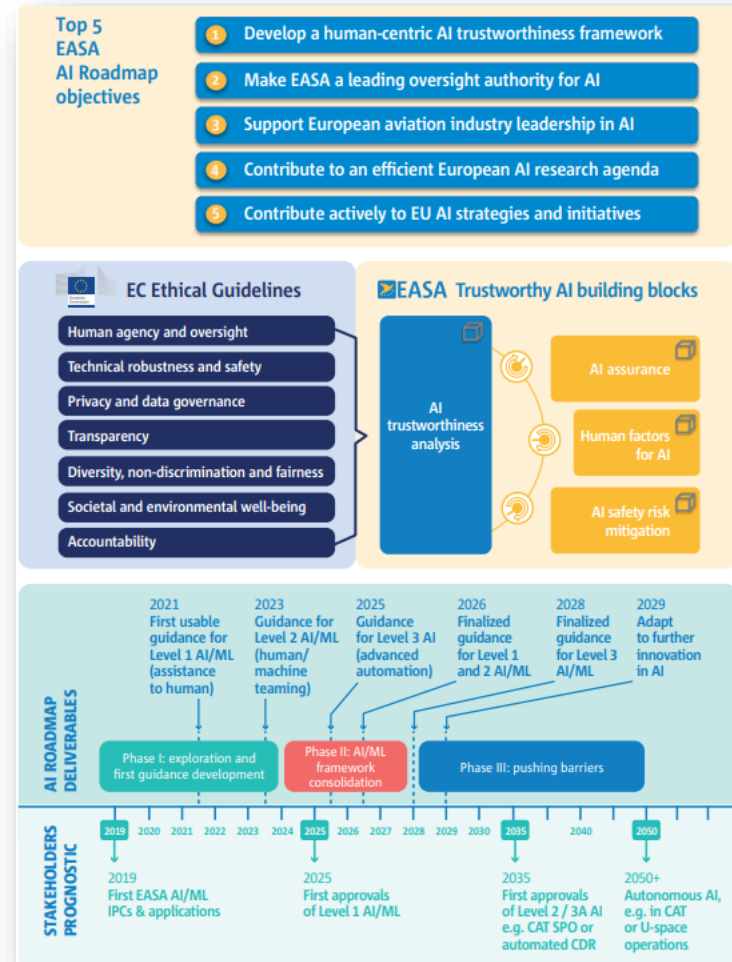 Top 5
EASA
AI Roadmap
objectives
1 Develop a human-centric AI trustworthiness framework
2 Make EASA a leading oversight authority for AI
3 Support European aviation industry leadership in AI
4 Contribute to an efficient European AI research agenda
5 Contribute actively to EU AI strategies and initiatives
EC Ethical Guidelines
Human agency and oversight
Technical robustness and safety
Privacy and data governance
Transparency
Diversity, non-discrimination and fairness
Societal and environmental well-being
Accountability
EASA Trustworthy AI building blocks
AI
trustworthiness
analysis
AI assurance
Human factors
for AI
AI safety risk
mitigation
AI ROADMAP
DELIVERABLES
2021
First usable
guidance for
Level 1 AI/ML
(assistance
to human)
2023
Guidance for
Level 2 AI/ML
(human/
machine
teaming)
2025
Guidance
for Level 3 AI
(advanced
automation)
2026
Finalized
guidance
for Level 1
and 2 AI/ML
2028
Finalized
guidance
for Level 3
AI/ML
2029
Adapt
to further
innovation
in AI
Phase I: exploration and
first guidance development
Phase II: AI/ML
framework
consolidation
Phase III: pushing barriers
2019 2020 2021 2022 2023 2024 2025 2026 2027 2028 2029 2030 2035 2040 2050
STAKEHOLDERS
PROGNOSTIC
2019
First EASA AI/ML
IPCs & applications
2025
First approvals
of Level 1 AI/ML
2035
First approvals
of Level 2 / 3A AI
e.g. CAT SPO or
automated CDR
2050+
Autonomous AI,
e.g. in CAT
or U-space
operations